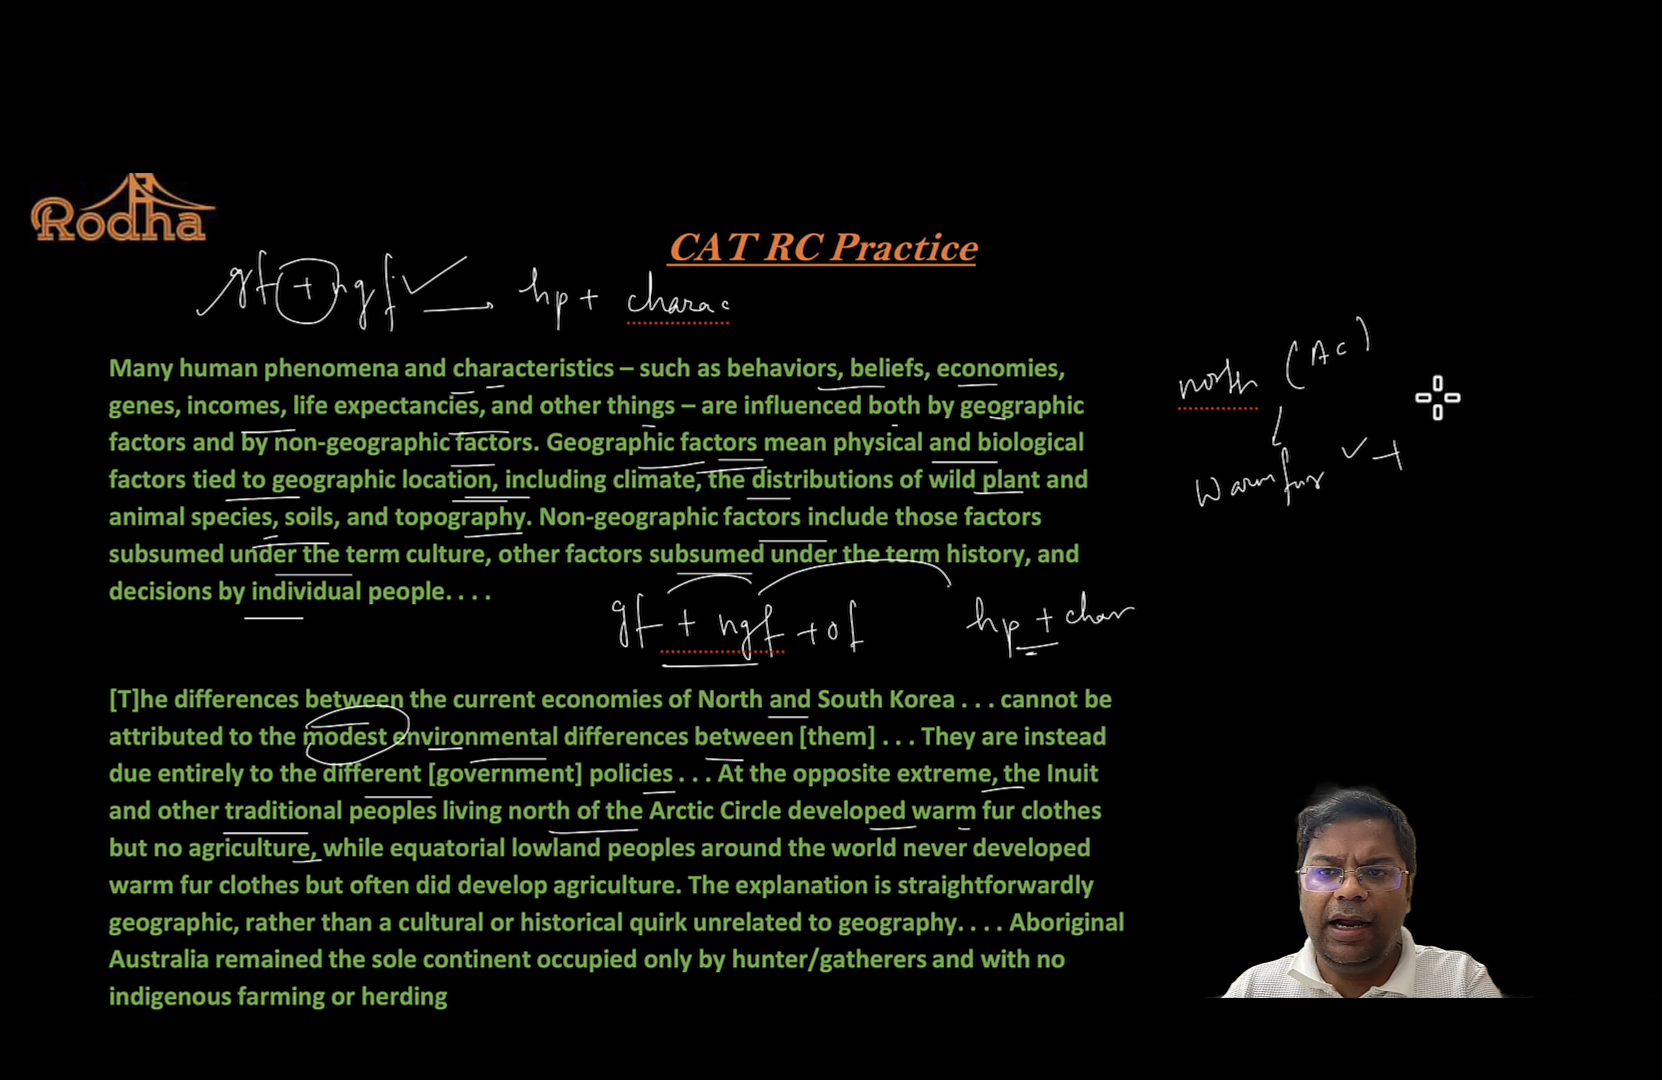 Rodha
CAT RC Practice
gf + ngf → hp + charac
Many human phenomena and characteristics – such as behaviors, beliefs, economies,
genes, incomes, life expectancies, and other things – are influenced both by geographic
factors and by non-geographic factors. Geographic factors mean physical and biological
factors tied to geographic location, including climate, the distributions of wild plant and
animal species, soils, and topography. Non-geographic factors include those factors
subsumed under the term culture, other factors subsumed under the term history, and
decisions by individual people. . . .
gf + ngf + of hp + char
[T]he differences between the current economies of North and South Korea . . . cannot be
attributed to the modest environmental differences between [them] . . . They are instead
due entirely to the different [government] policies . . . At the opposite extreme, the Inuit
and other traditional peoples living north of the Arctic Circle developed warm fur clothes
but no agriculture, while equatorial lowland peoples around the world never developed
warm fur clothes but often did develop agriculture. The explanation is straightforwardly
geographic, rather than a cultural or historical quirk unrelated to geography. . . . Aboriginal
Australia remained the sole continent occupied only by hunter/gatherers and with no
indigenous farming or herding
north (AC)
warm fur ✓ +